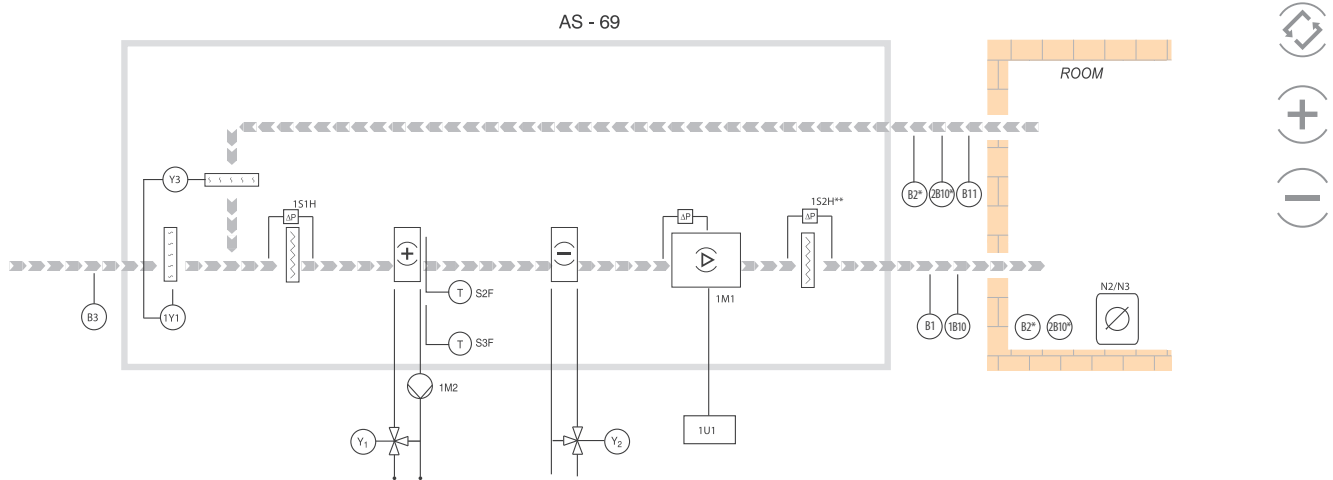 AS - 69
ROOM
Y3
1S1H
ΔP
1S2H**
ΔP
ΔP
B2*
2B10*
B11
B3
1Y1
T
S2F
T
S3F
1M1
B1
1B10
B2*
2B10*
N2/N3
1M2
Y1
Y2
1U1